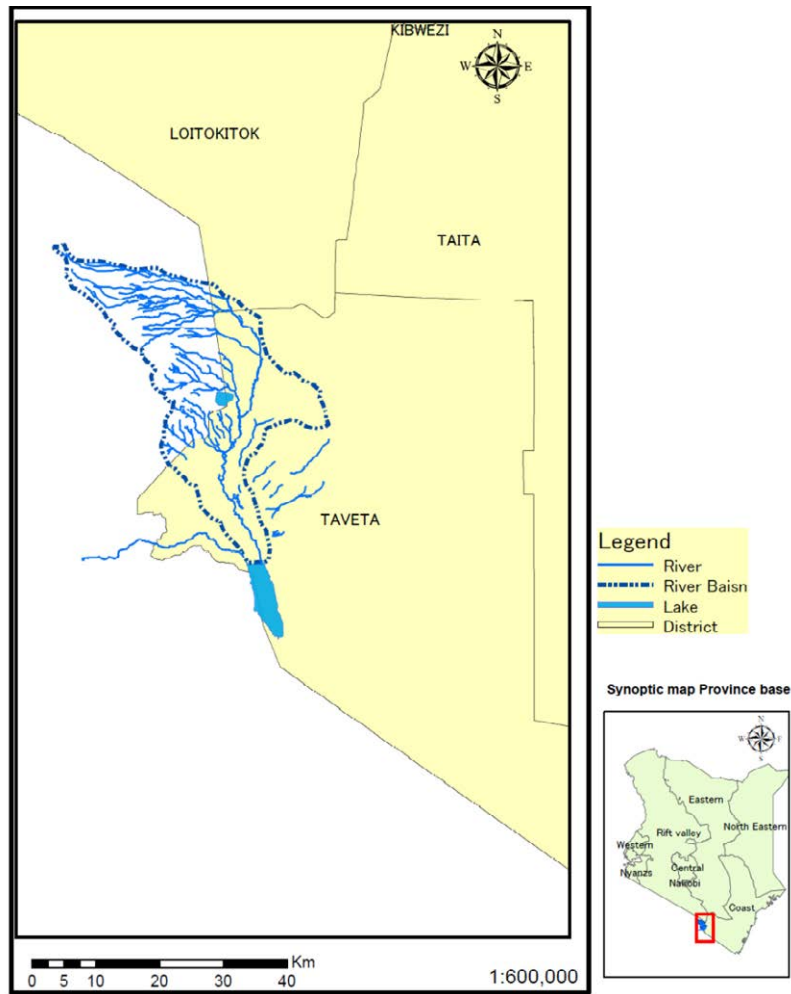 KIBWEZI
N
W E
S
LOITOKITOK
TAITA
TAVETA
Legend
River
River Baisn
Lake
District
Synoptic map Province base
N
W E
S
Eastern
North Eastern
Rift valley
Western
Central
Nyanzs
Nairobi
Coast
Km
0 5 10 20 30 40
1:600,000